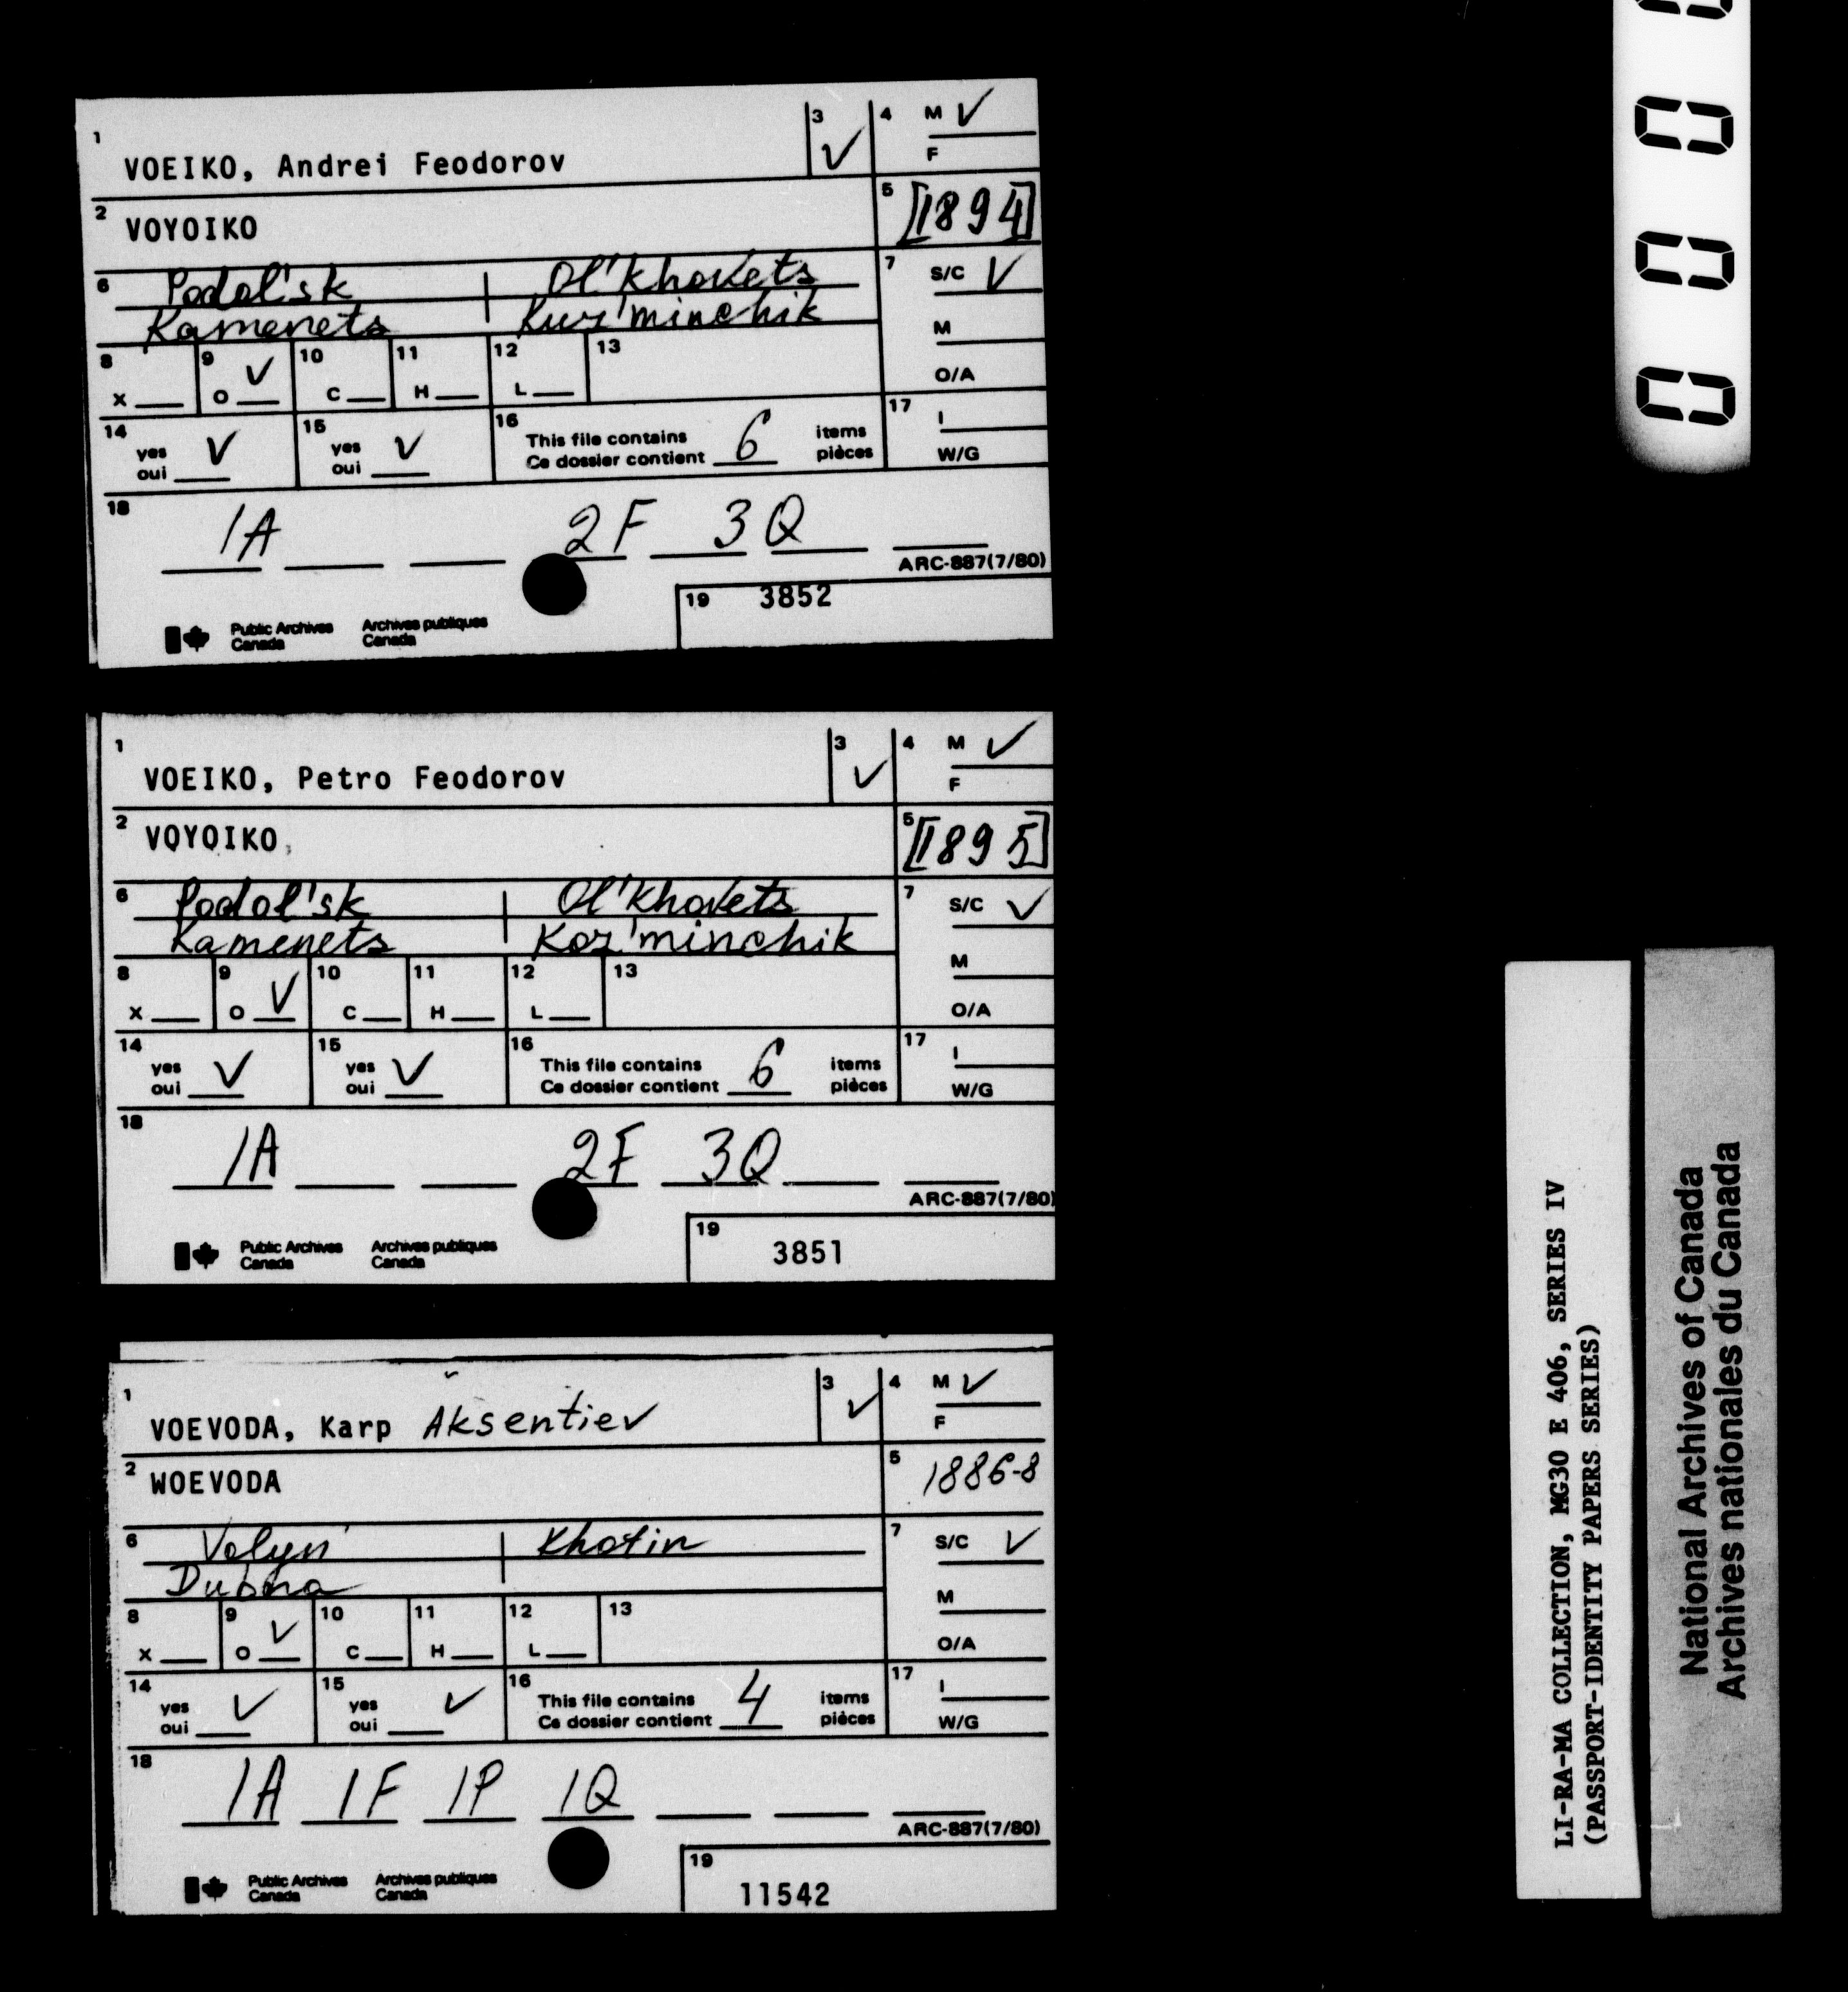 1 VOEIKO, Andrei Feodorov 3 V 4 M V
F
2 VOYOIKO 5 [1894]
6 Podol'sk Ol'khovets 7 S/C V
Kamenets Kuz'minchik M
8 X 9 O V 10 C 11 H 12 L 13 O/A
14 yes oui V 15 yes oui V 16 This file contains 6 items 17 I
Ce dossier contient pièces W/G
18 1A 2F 3Q
ARC-887(7/80)
19 3852
Public Archives Archives publiques
Canada Canada
1 VOEIKO, Petro Feodorov 3 V 4 M V
F
2 VOYOIKO 5 [1895]
6 Podol'sk Ol'khovets 7 S/C V
Kamenets Koz'minchik M
8 X 9 O V 10 C 11 H 12 L 13 O/A
14 yes oui V 15 yes oui V 16 This file contains 6 items 17 I
Ce dossier contient pièces W/G
18 1A 2F 3Q
ARC-887(7/80)
19 3851
Public Archives Archives publiques
Canada Canada
1 VOEVODA, Karp Aksentiev 3 V 4 M V
F
2 WOEVODA 5 1886-8
6 Volyn' Khotin 7 S/C V
Dubna M
8 X 9 O V 10 C 11 H 12 L 13 O/A
14 yes oui V 15 yes oui V 16 This file contains 4 items 17 I
Ce dossier contient pièces W/G
18 1A 1F 1P 1Q
ARC-887(7/80)
19 11542
Public Archives Archives publiques
Canada Canada
LI-RA-MA COLLECTION, MG30 E 406, SERIES IV
(PASSPORT-IDENTITY PAPERS SERIES)
National Archives of Canada
Archives nationales du Canada